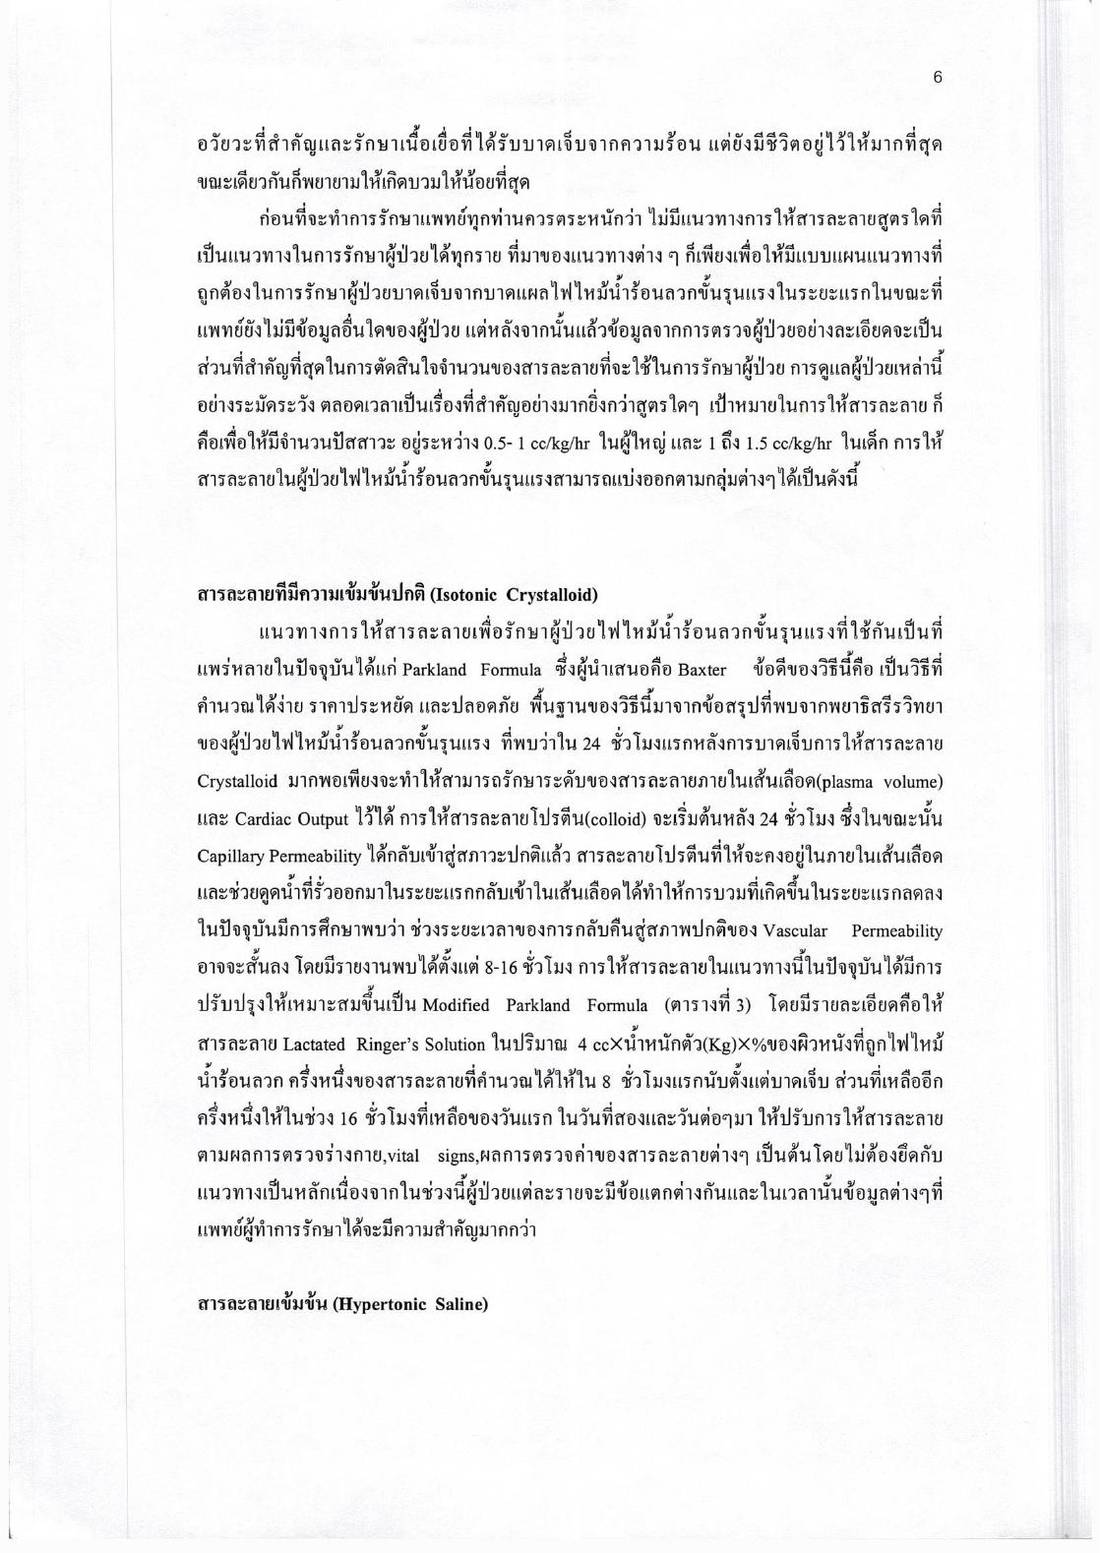 6
อวัยวะที่สำคัญและรักษาเนื้อเยื่อที่ได้รับบาดเจ็บจากความร้อน แต่ยังมีชีวิตอยู่ไว้ให้มากที่สุด
ขณะเดียวกันก็พยายามให้เกิดบวมให้น้อยที่สุด
ก่อนที่จะทำการรักษาแพทย์ทุกท่านควรตระหนักว่า ไม่มีแนวทางการให้สารละลายสูตรใดที่
เป็นแนวทางในการรักษาผู้ป่วยได้ทุกราย ที่มาของแนวทางต่าง ๆ ก็เพียงเพื่อให้มีแบบแผนแนวทางที่
ถูกต้องในการรักษาผู้ป่วยบาดเจ็บจากบาดแผลไฟไหม้น้ำร้อนลวกขั้นรุนแรงในระยะแรกในขณะที่
แพทย์ยังไม่มีข้อมูลอื่นใดของผู้ป่วย แต่หลังจากนั้นแล้วข้อมูลจากการตรวจผู้ป่วยอย่างละเอียดจะเป็น
ส่วนที่สำคัญที่สุดในการตัดสินใจจำนวนของสารละลายที่จะใช้ในการรักษาผู้ป่วย การดูแลผู้ป่วยเหล่านี้
อย่างระมัดระวัง ตลอดเวลาเป็นเรื่องที่สำคัญอย่างมากยิ่งกว่าสูตรใดๆ เป้าหมายในการให้สารละลาย ก็
คือเพื่อให้มีจำนวนปัสสาวะ อยู่ระหว่าง 0.5- 1 cc/kg/hr ในผู้ใหญ่ และ 1 ถึง 1.5 cc/kg/hr ในเด็ก การให้
สารละลายในผู้ป่วยไฟไหม้น้ำร้อนลวกขั้นรุนแรงสามารถแบ่งออกตามกลุ่มต่างๆได้เป็นดังนี้
สารละลายทีมีความเข้มข้นปกติ (Isotonic Crystalloid)
แนวทางการให้สารละลายเพื่อรักษาผู้ป่วยไฟไหม้น้ำร้อนลวกขั้นรุนแรงที่ใช้กันเป็นที่
แพร่หลายในปัจจุบันได้แก่ Parkland Formula ซึ่งผู้นำเสนอคือ Baxter ข้อดีของวิธีนี้คือ เป็นวิธีที่
คำนวณได้ง่าย ราคาประหยัด และปลอดภัย พื้นฐานของวิธีนี้มาจากข้อสรุปที่พบจากพยาธิสรีรวิทยา
ของผู้ป่วยไฟไหม้น้ำร้อนลวกขั้นรุนแรง ที่พบว่าใน 24 ชั่วโมงแรกหลังการบาดเจ็บการให้สารละลาย
Crystalloid มากพอเพียงจะทำให้สามารถรักษาระดับของสารละลายภายในเส้นเลือด(plasma volume)
และ Cardiac Output ไว้ได้ การให้สารละลายโปรตีน(colloid) จะเริ่มต้นหลัง 24 ชั่วโมง ซึ่งในขณะนั้น
Capillary Permeability ได้กลับเข้าสู่สภาวะปกติแล้ว สารละลายโปรตีนที่ให้จะคงอยู่ในภายในเส้นเลือด
และช่วยดูดน้ำที่รั่วออกมาในระยะแรกกลับเข้าในเส้นเลือดได้ทำให้การบวมที่เกิดขึ้นในระยะแรกลดลง
ในปัจจุบันมีการศึกษาพบว่า ช่วงระยะเวลาของการกลับคืนสู่สภาพปกติของ Vascular Permeability
อาจจะสั้นลง โดยมีรายงานพบได้ตั้งแต่ 8-16 ชั่วโมง การให้สารละลายในแนวทางนี้ในปัจจุบันได้มีการ
ปรับปรุงให้เหมาะสมขึ้นเป็น Modified Parkland Formula (ตารางที่ 3) โดยมีรายละเอียดคือให้
สารละลาย Lactated Ringer's Solution ในปริมาณ 4 cc×น้ำหนักตัว(Kg)×%ของผิวหนังที่ถูกไฟไหม้
น้ำร้อนลวก ครึ่งหนึ่งของสารละลายที่คำนวณได้ให้ใน 8 ชั่วโมงแรกนับตั้งแต่บาดเจ็บ ส่วนที่เหลืออีก
ครึ่งหนึ่งให้ในช่วง 16 ชั่วโมงที่เหลือของวันแรก ในวันที่สองและวันต่อๆมา ให้ปรับการให้สารละลาย
ตามผลการตรวจร่างกาย,vital signs,ผลการตรวจค่าของสารละลายต่างๆ เป็นต้นโดยไม่ต้องยึดกับ
แนวทางเป็นหลักเนื่องจากในช่วงนี้ผู้ป่วยแต่ละรายจะมีข้อแตกต่างกันและในเวลานั้นข้อมูลต่างๆที่
แพทย์ผู้ทำการรักษาได้จะมีความสำคัญมากกว่า
สารละลายเข้มข้น (Hypertonic Saline)